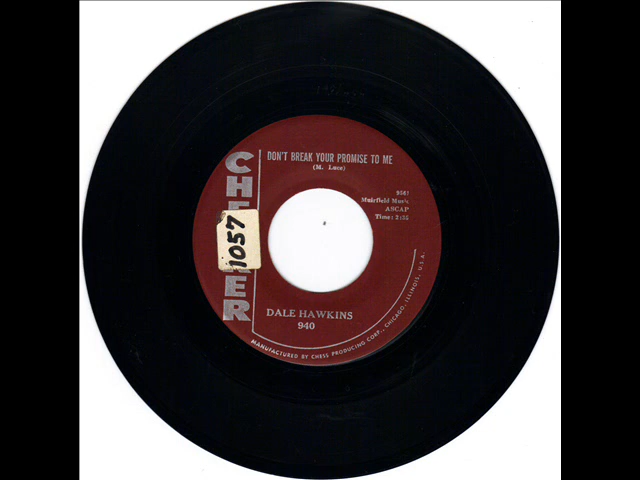 DON'T BREAK YOUR PROMISE TO ME
(M. Luce)
CHECKER
1057
Muirfield Music
ASCAP
Time:
DALE HAWKINS
940
MANUFACTURED BY CHESS PRODUCING CORP., CHICAGO, ILLINOIS, U.S.A.